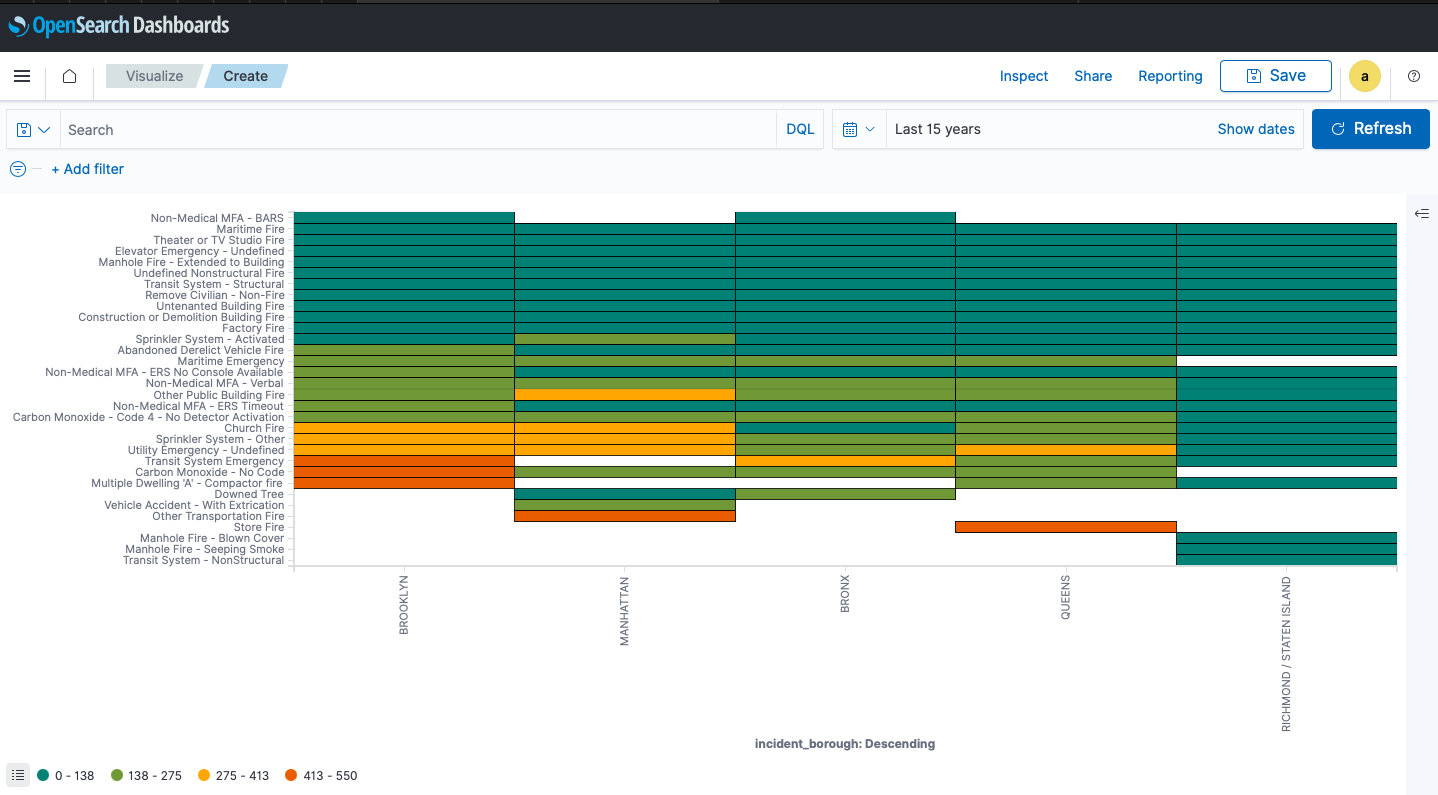 OpenSearch Dashboards
Visualize
Create
Inspect
Share
Reporting
Save
a
Search
DQL
Last 15 years
Show dates
Refresh
+ Add filter
Non-Medical MFA - BARS
Maritime Fire
Theater or TV Studio Fire
Elevator Emergency - Undefined
Manhole Fire - Extended to Building
Undefined Nonstructural Fire
Transit System - Structural
Remove Civilian - Non-Fire
Untenanted Building Fire
Construction or Demolition Building Fire
Factory Fire
Sprinkler System - Activated
Abandoned Derelict Vehicle Fire
Maritime Emergency
Non-Medical MFA - ERS No Console Available
Non-Medical MFA - Verbal
Other Public Building Fire
Non-Medical MFA - ERS Timeout
Carbon Monoxide - Code 4 - No Detector Activation
Church Fire
Sprinkler System - Other
Utility Emergency - Undefined
Transit System Emergency
Carbon Monoxide - No Code
Multiple Dwelling 'A' - Compactor fire
Downed Tree
Vehicle Accident - With Extrication
Other Transportation Fire
Store Fire
Manhole Fire - Blown Cover
Manhole Fire - Seeping Smoke
Transit System - NonStructural
BROOKLYN
MANHATTAN
BRONX
QUEENS
RICHMOND / STATEN ISLAND
incident_borough: Descending
0 - 138
138 - 275
275 - 413
413 - 550